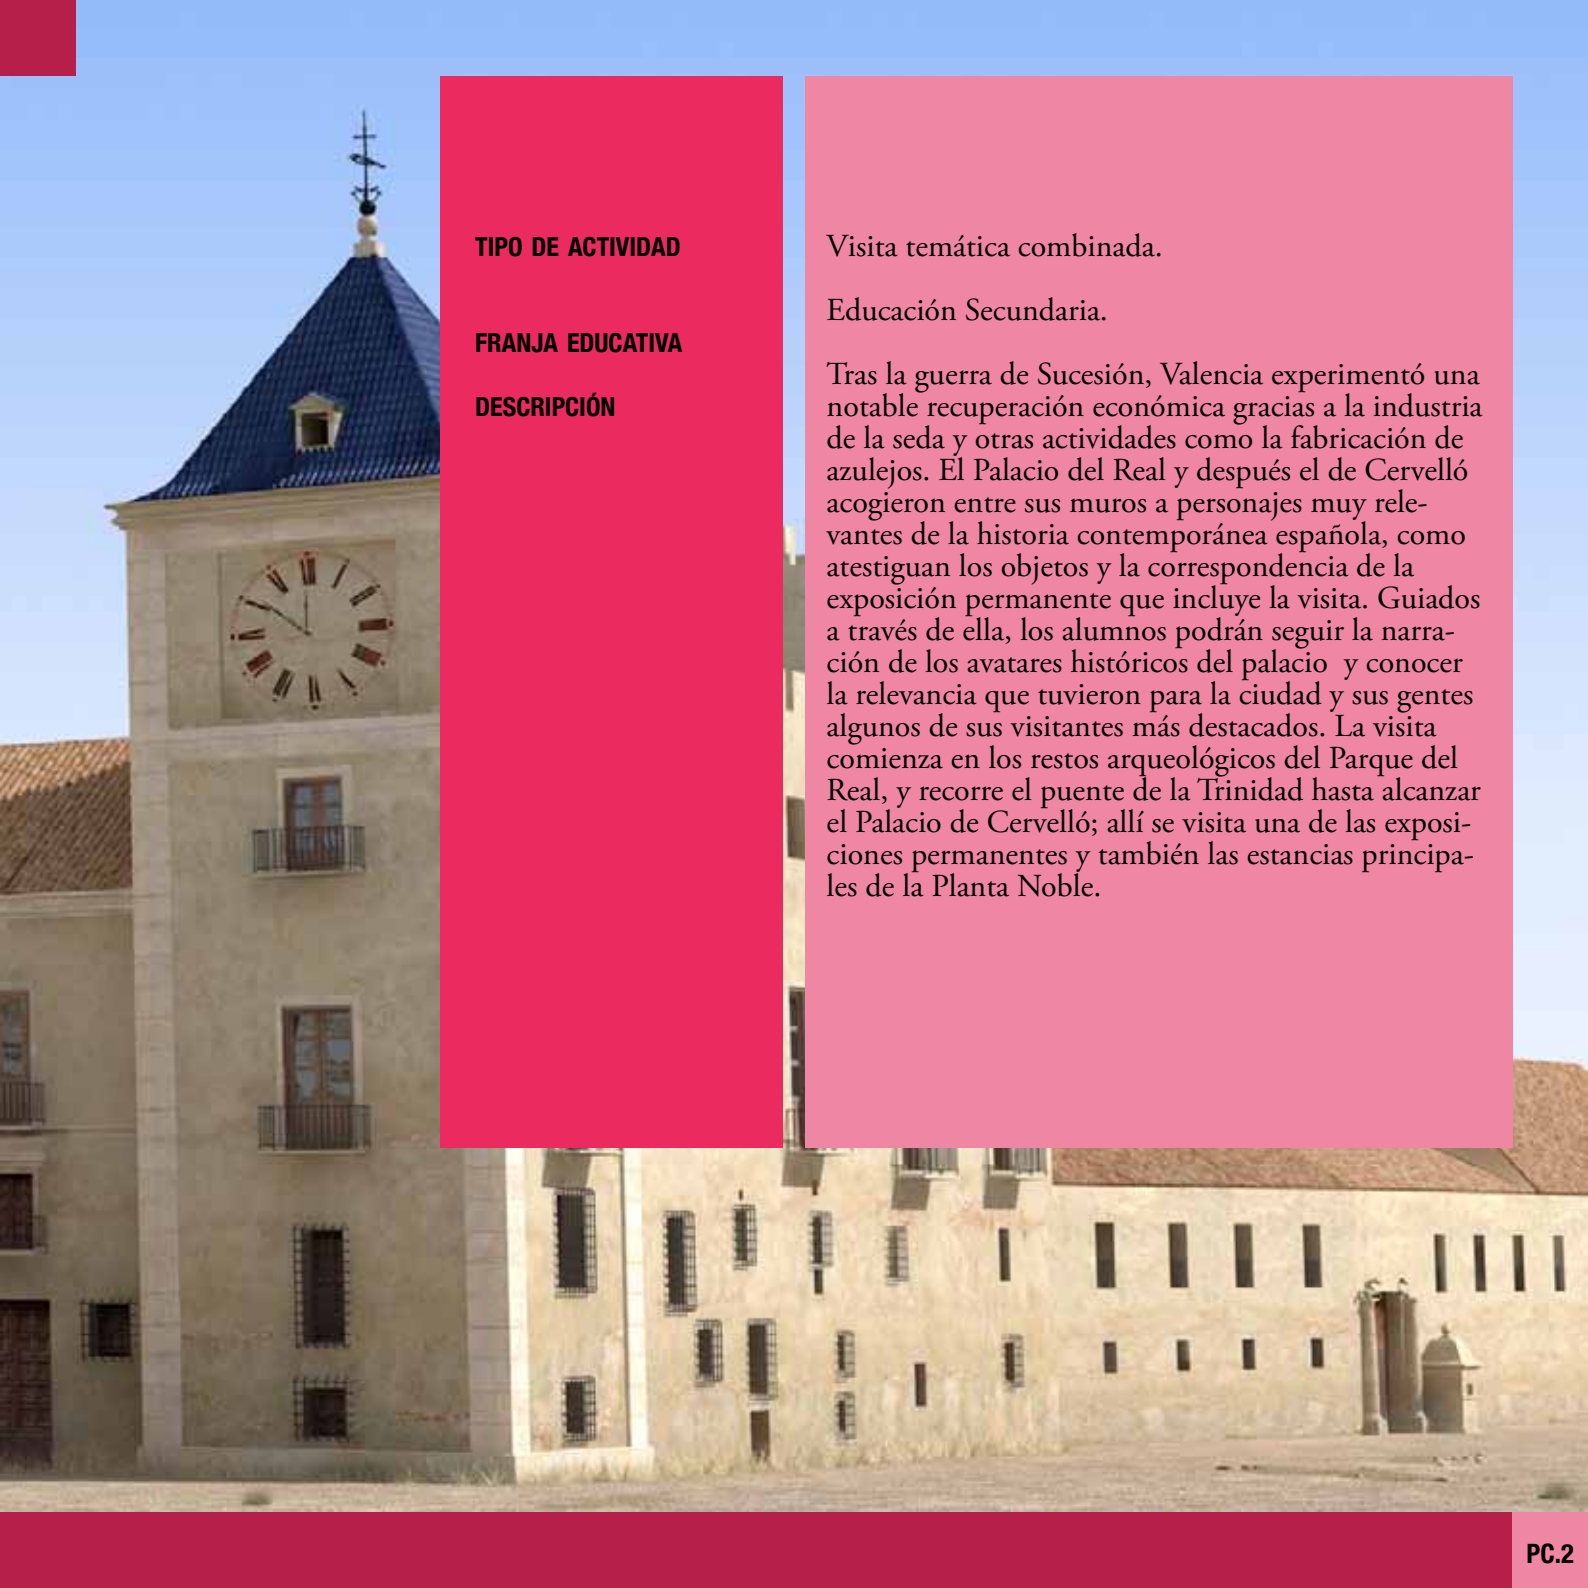 TIPO DE ACTIVIDAD
Visita temática combinada.
FRANJA EDUCATIVA
Educación Secundaria.
DESCRIPCIÓN
Tras la guerra de Sucesión, Valencia experimentó una
notable recuperación económica gracias a la industria
de la seda y otras actividades como la fabricación de
azulejos. El Palacio del Real y después el de Cervelló
acogieron entre sus muros a personajes muy rele-
vantes de la historia contemporánea española, como
atestiguan los objetos y la correspondencia de la
exposición permanente que incluye la visita. Guiados
a través de ella, los alumnos podrán seguir la narra-
ción de los avatares históricos del palacio  y conocer
la relevancia que tuvieron para la ciudad y sus gentes
algunos de sus visitantes más destacados. La visita
comienza en los restos arqueológicos del Parque del
Real, y recorre el puente de la Trinidad hasta alcanzar
el Palacio de Cervelló; allí se visita una de las exposi-
ciones permanentes y también las estancias principa-
les de la Planta Noble.
PC.2